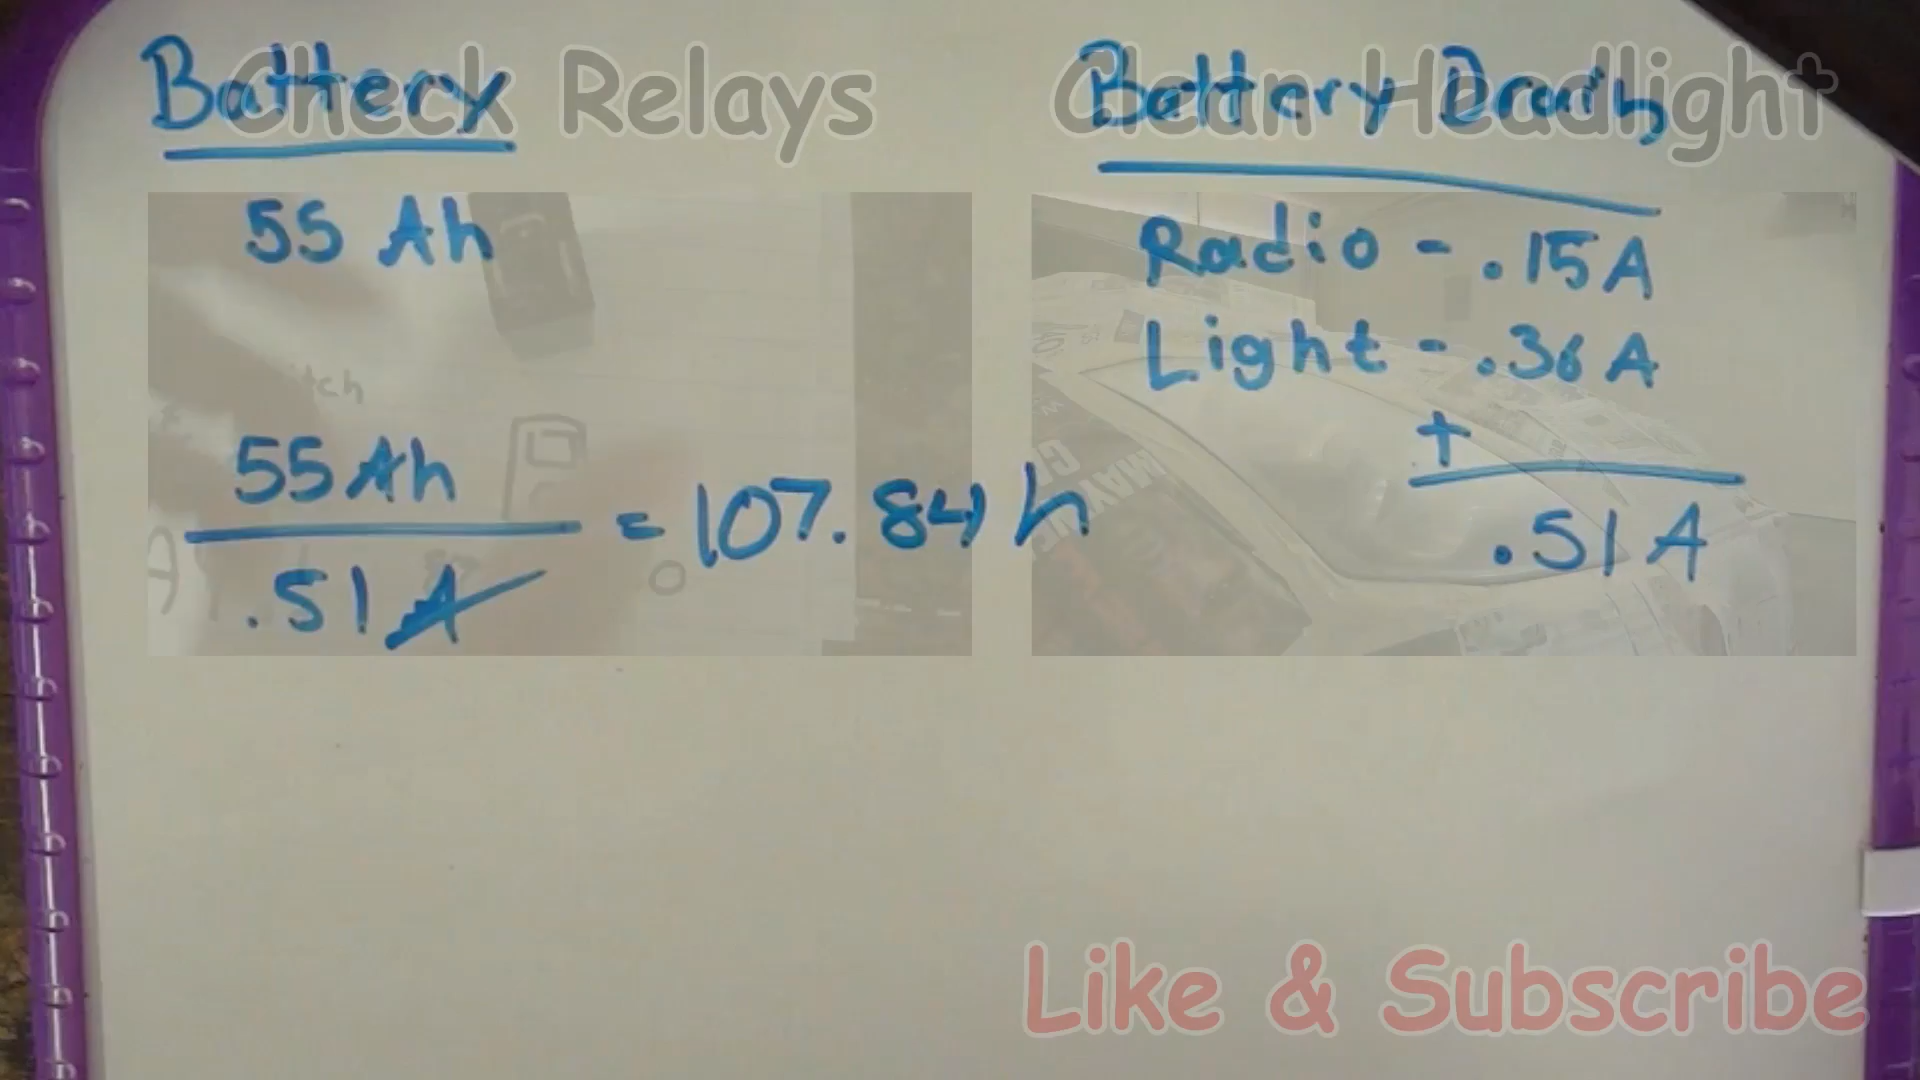 Battery
Check Relays
55 Ah
55 Ah
.51 A
= 107.84 h
Battery Drain
Clean Headlight
Radio - .15 A
Light - .36 A
+
.51 A
Like & Subscribe